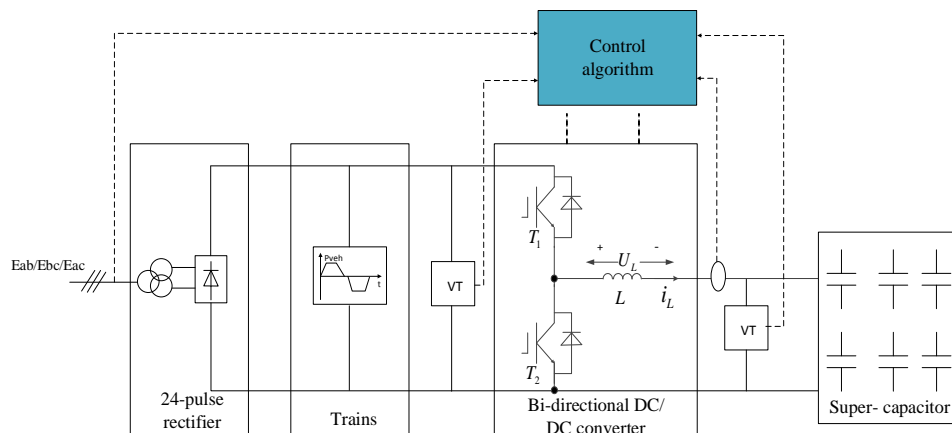 Control
algorithm
Eab/Ebc/Eac
Pveh
t
VT
T1
+ UL -
L
iL
VT
T2
24-pulse
rectifier
Trains
Bi-directional DC/
DC converter
Super- capacitor